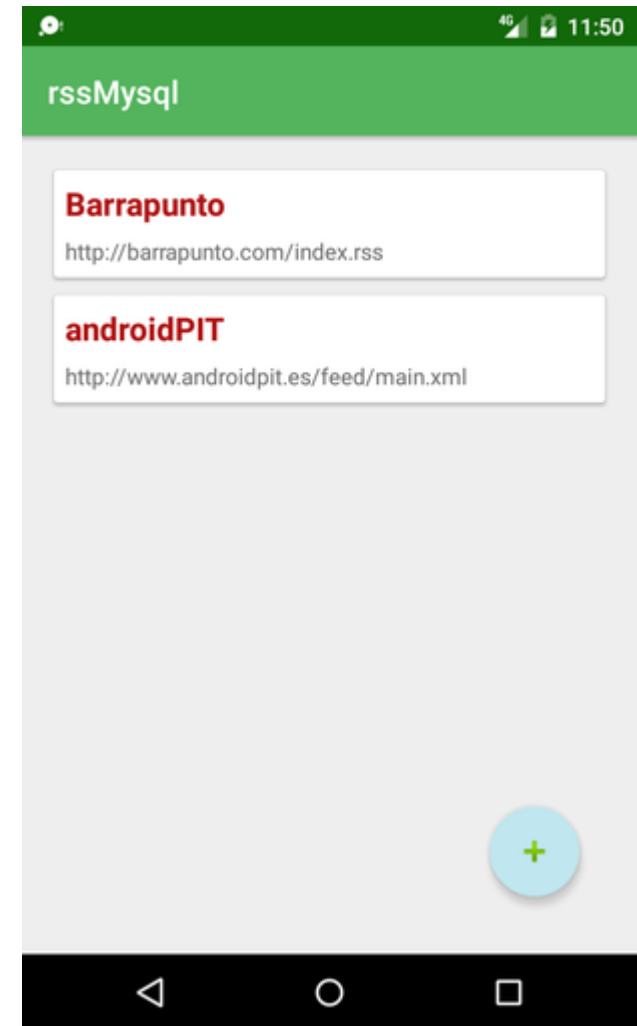 4G 11:50
rssMysql
Barrapunto
http://barrapunto.com/index.rss
androidPIT
http://www.androidpit.es/feed/main.xml
+